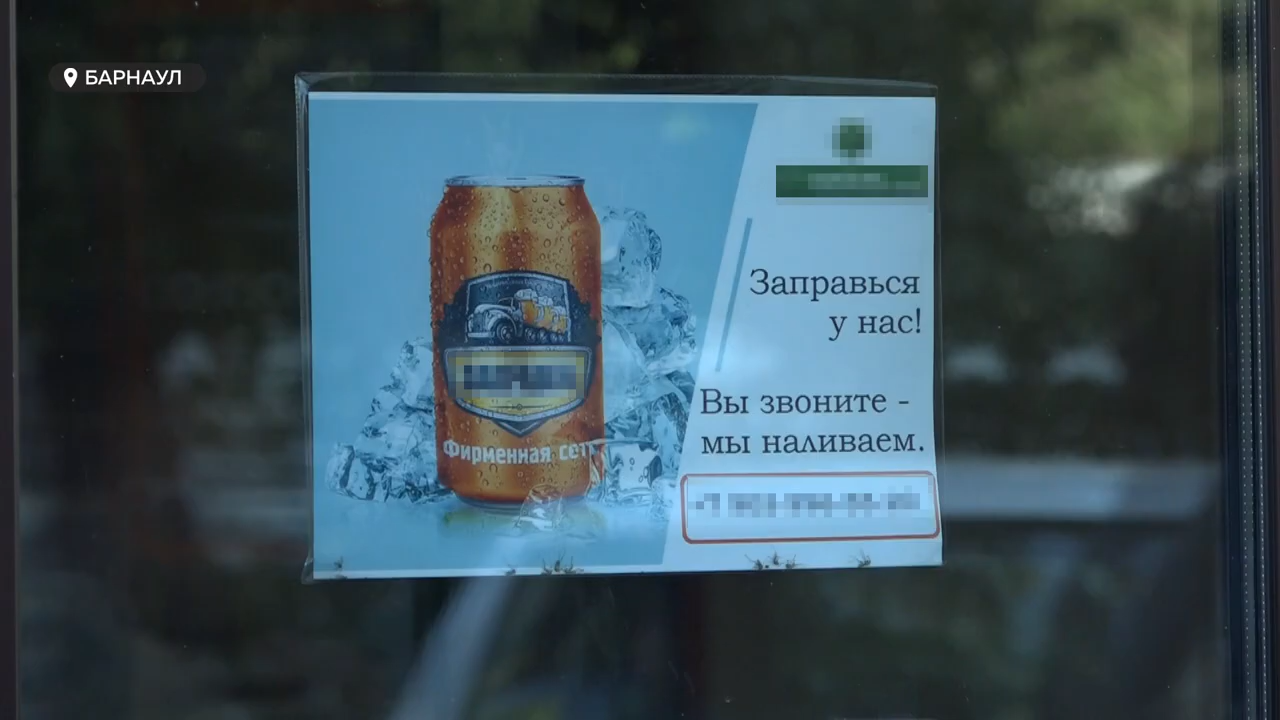 БАРНАУЛ
Заправься
у нас!
Вы звоните -
мы наливаем.
Фирменная сеть